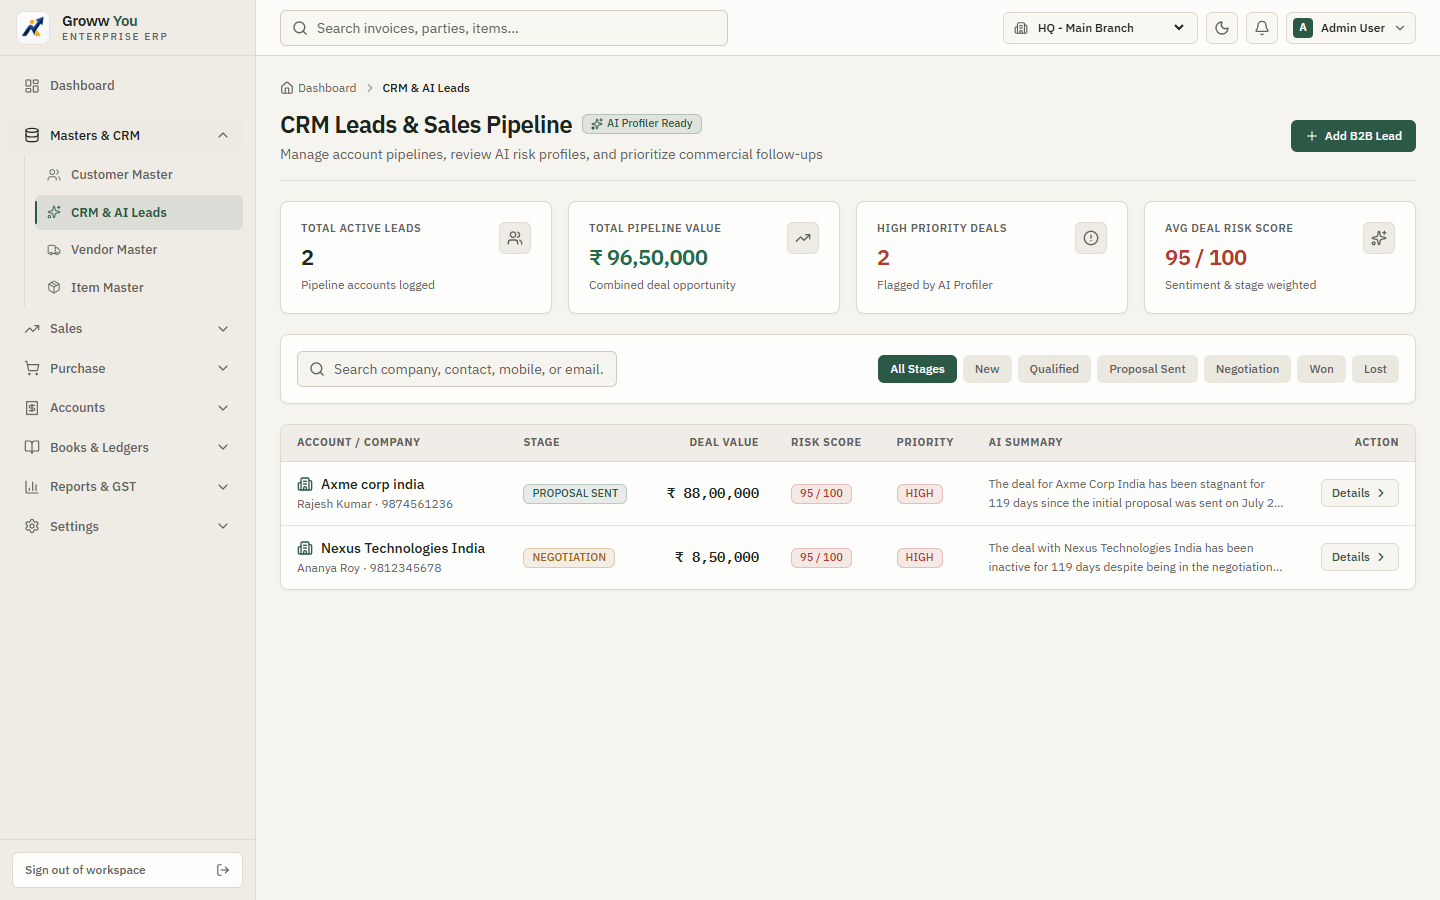 Groww You
ENTERPRISE ERP
Search invoices, parties, items...
HQ - Main Branch
A
Admin User
Dashboard
Masters & CRM
Customer Master
CRM & AI Leads
Vendor Master
Item Master
Sales
Purchase
Accounts
Books & Ledgers
Reports & GST
Settings
Sign out of workspace
Dashboard
CRM & AI Leads
CRM Leads & Sales Pipeline
AI Profiler Ready
Manage account pipelines, review AI risk profiles, and prioritize commercial follow-ups
Add B2B Lead
TOTAL ACTIVE LEADS
2
Pipeline accounts logged
TOTAL PIPELINE VALUE
₹ 96,50,000
Combined deal opportunity
HIGH PRIORITY DEALS
2
Flagged by AI Profiler
AVG DEAL RISK SCORE
95 / 100
Sentiment & stage weighted
Search company, contact, mobile, or email.
All Stages
New
Qualified
Proposal Sent
Negotiation
Won
Lost
ACCOUNT / COMPANY STAGE DEAL VALUE RISK SCORE PRIORITY AI SUMMARY ACTION
Axme corp india
Rajesh Kumar · 9874561236
PROPOSAL SENT
₹ 88,00,000
95 / 100
HIGH
The deal for Axme Corp India has been stagnant for
119 days since the initial proposal was sent on July 2...
Details
Nexus Technologies India
Ananya Roy · 9812345678
NEGOTIATION
₹ 8,50,000
95 / 100
HIGH
The deal with Nexus Technologies India has been
inactive for 119 days despite being in the negotiation...
Details